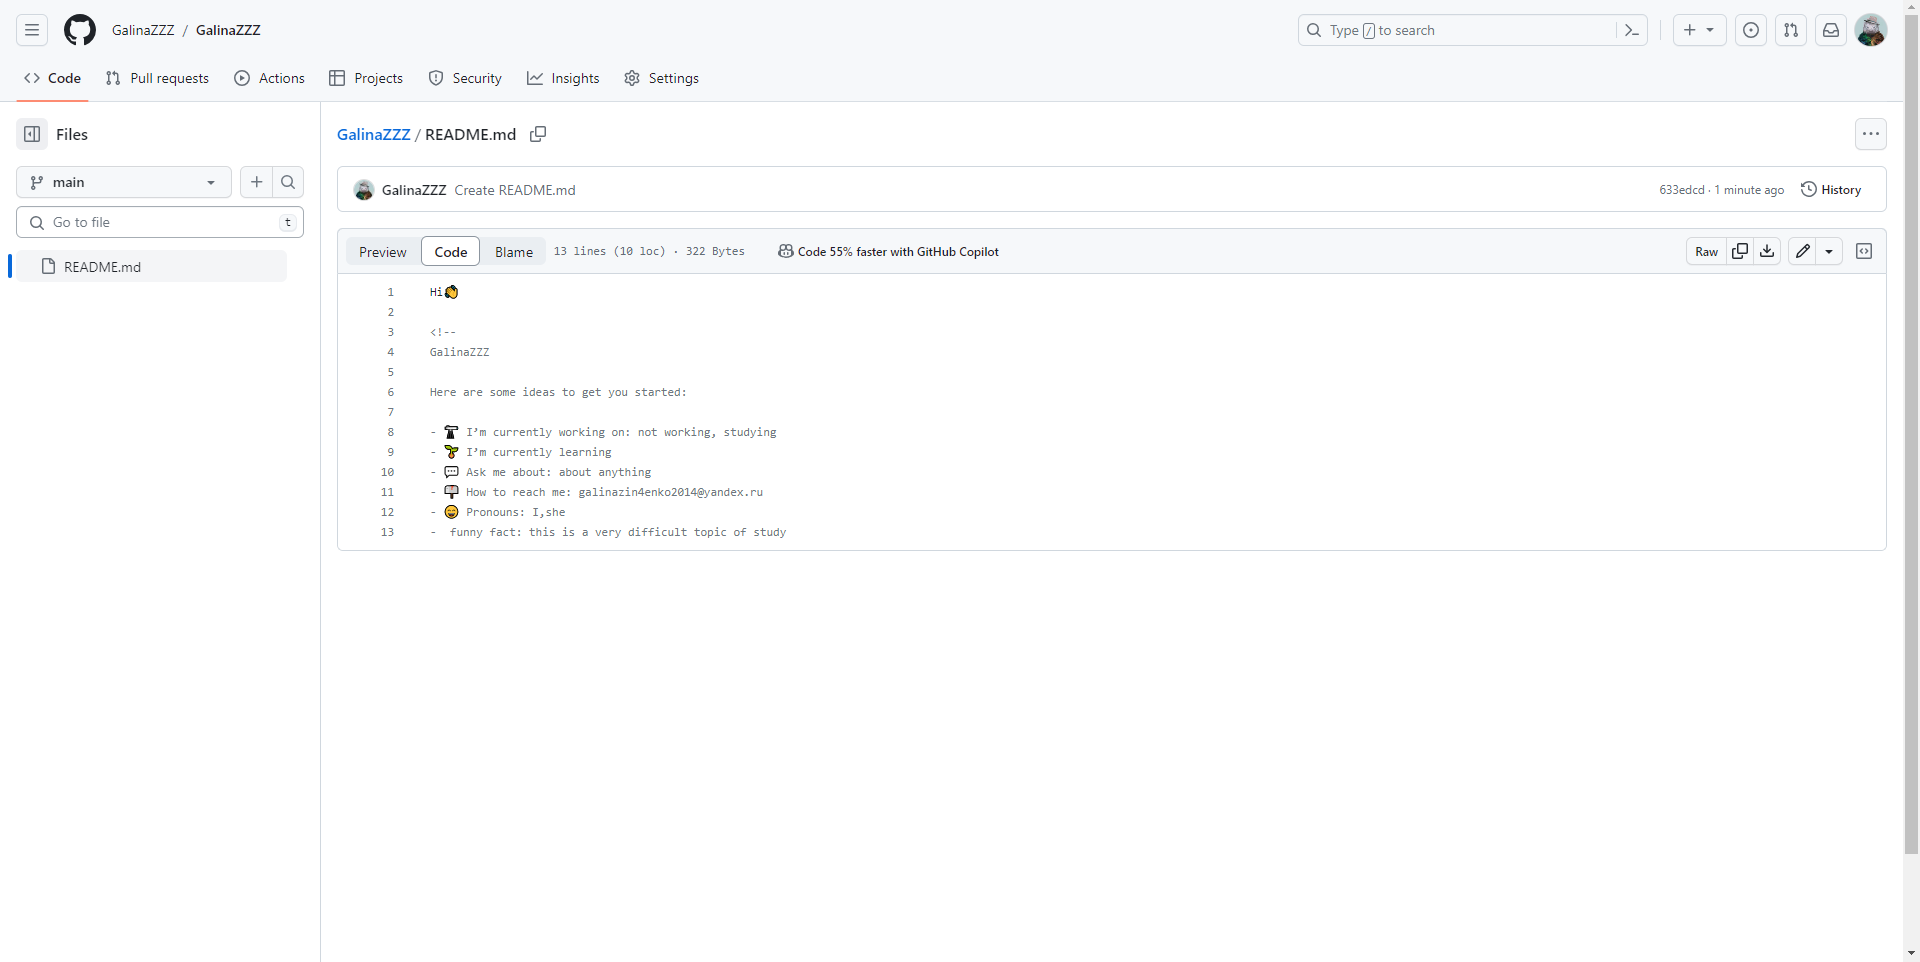 GalinaZZZ / GalinaZZZ
Type / to search
Code Pull requests Actions Projects Security Insights Settings
Files
main
Go to file t
README.md
GalinaZZZ / README.md
GalinaZZZ Create README.md 633edcd · 1 minute ago History
Preview Code Blame 13 lines (10 loc) · 322 Bytes Code 55% faster with GitHub Copilot Raw
1 Hi👋
2
3 <!--
4 GalinaZZZ
5
6 Here are some ideas to get you started:
7
8 - 🔭 I’m currently working on: not working, studying
9 - 🌱 I’m currently learning
10 - 💬 Ask me about: about anything
11 - 📫 How to reach me: galinazin4enko2014@yandex.ru
12 - 😄 Pronouns: I,she
13 - funny fact: this is a very difficult topic of study